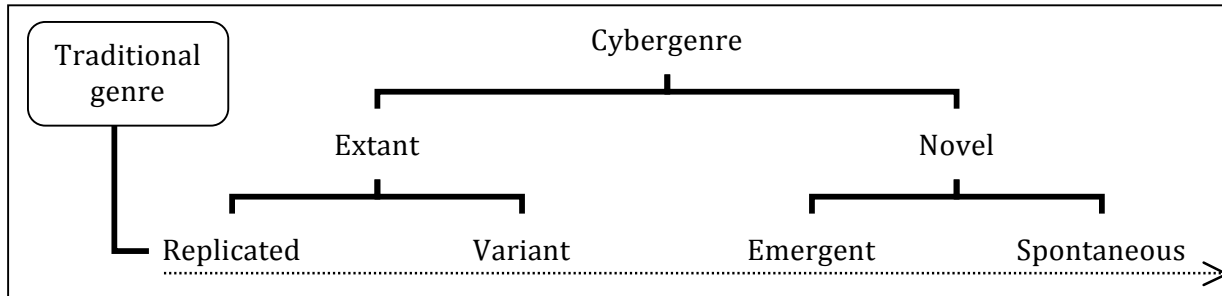 Cybergenre
Traditional
genre
Extant
Novel
Replicated
Variant
Emergent
Spontaneous